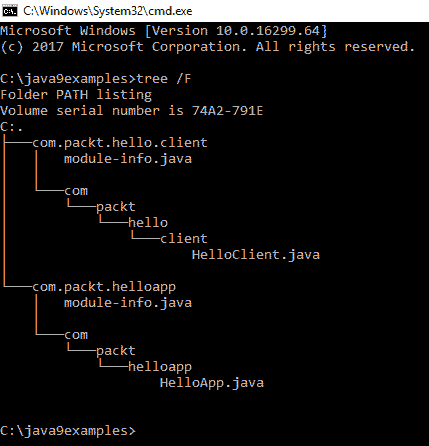 C:\Windows\System32\cmd.exe
Microsoft Windows [Version 10.0.16299.64]
(c) 2017 Microsoft Corporation. All rights reserved.
C:\java9examples>tree /F
Folder PATH listing
Volume serial number is 74A2-791E
C:.
├───com.packt.hello.client
│   │   module-info.java
│   │
│   └───com
│       └───packt
│           └───hello
│               └───client
│                       HelloClient.java
│
└───com.packt.helloapp
    │   module-info.java
    │
    └───com
        └───packt
            └───helloapp
                    HelloApp.java
C:\java9examples>